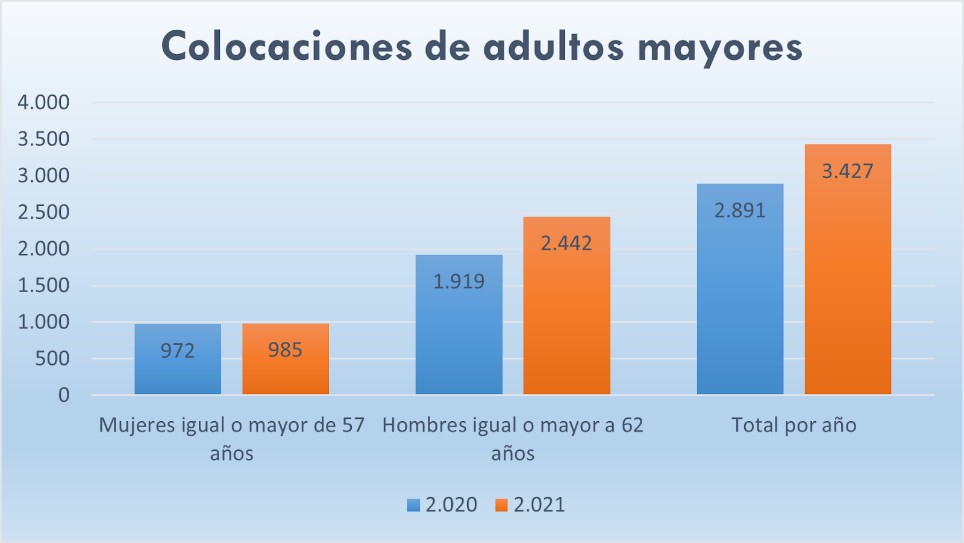 Colocaciones de adultos mayores
4.000
3.500
3.000
2.500
2.000
1.500
1.000
500
0
972
985
1.919
2.442
2.891
3.427
Mujeres igual o mayor de 57
años
Hombres igual o mayor a 62
años
Total por año
2.020
2.021